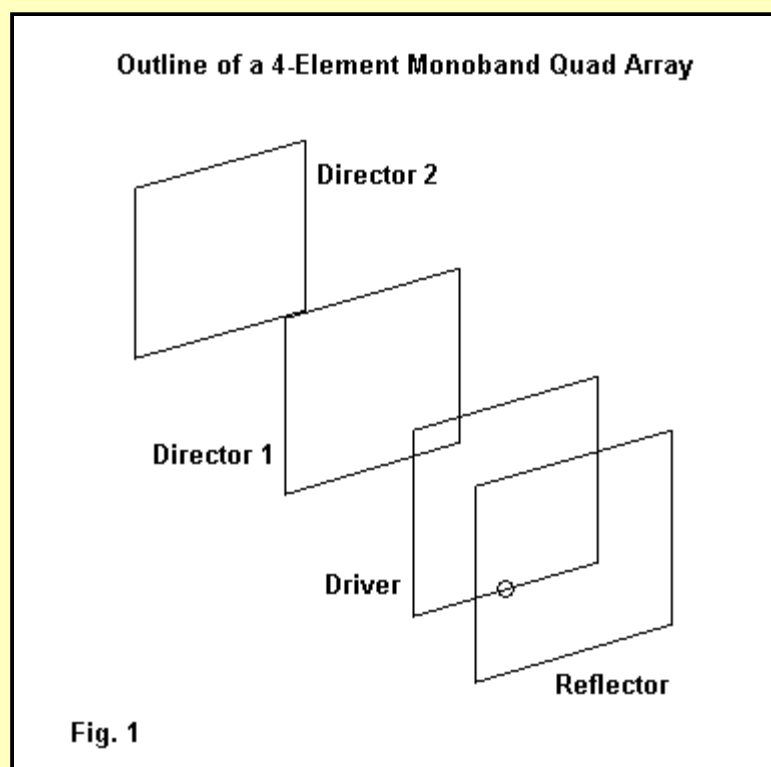 Outline of a 4-Element Monoband Quad Array
Director 2
Director 1
Driver
Reflector
Fig. 1